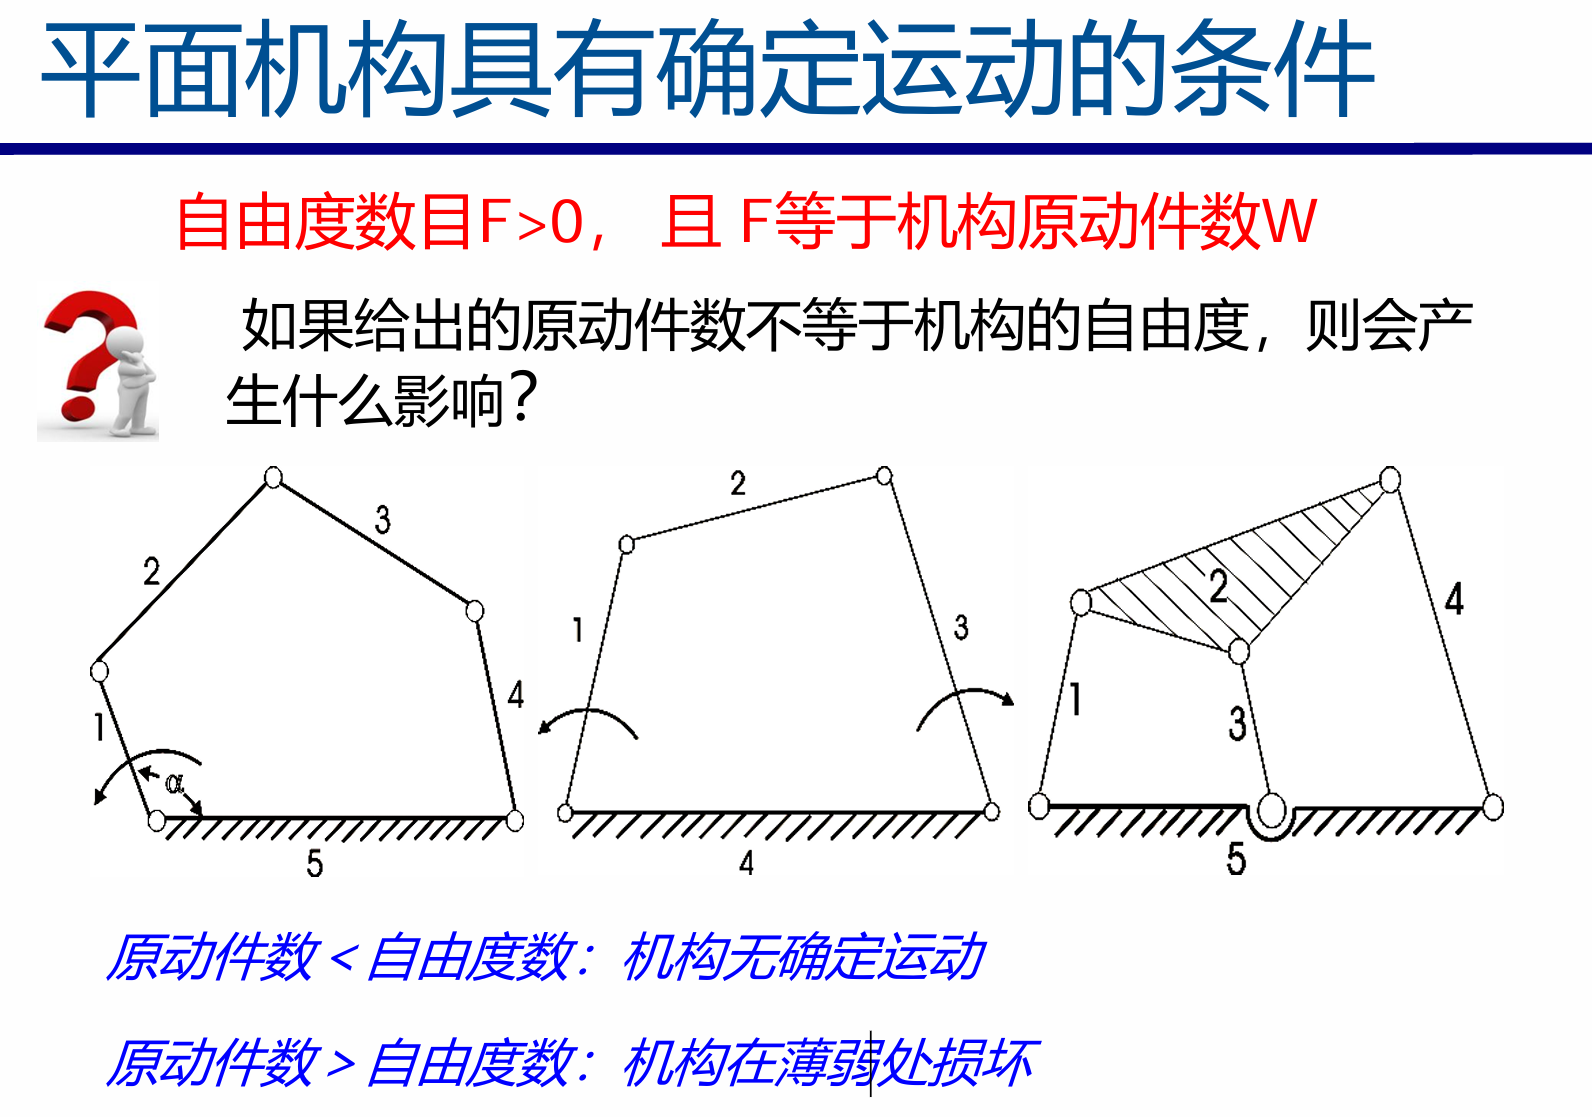 平面机构具有确定运动的条件
自由度数目F>0， 且 F等于机构原动件数W
如果给出的原动件数不等于机构的自由度，则会产
生什么影响？
2
3
1
4
α
5
2
1
3
4
2
4
1
3
5
原动件数＜自由度数：机构无确定运动
原动件数＞自由度数：机构在薄弱处损坏